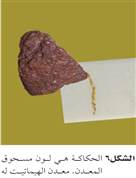 الشكل٦ الحكاكة هي لون مسحوق
المعدن. معدن الهيماتيت له